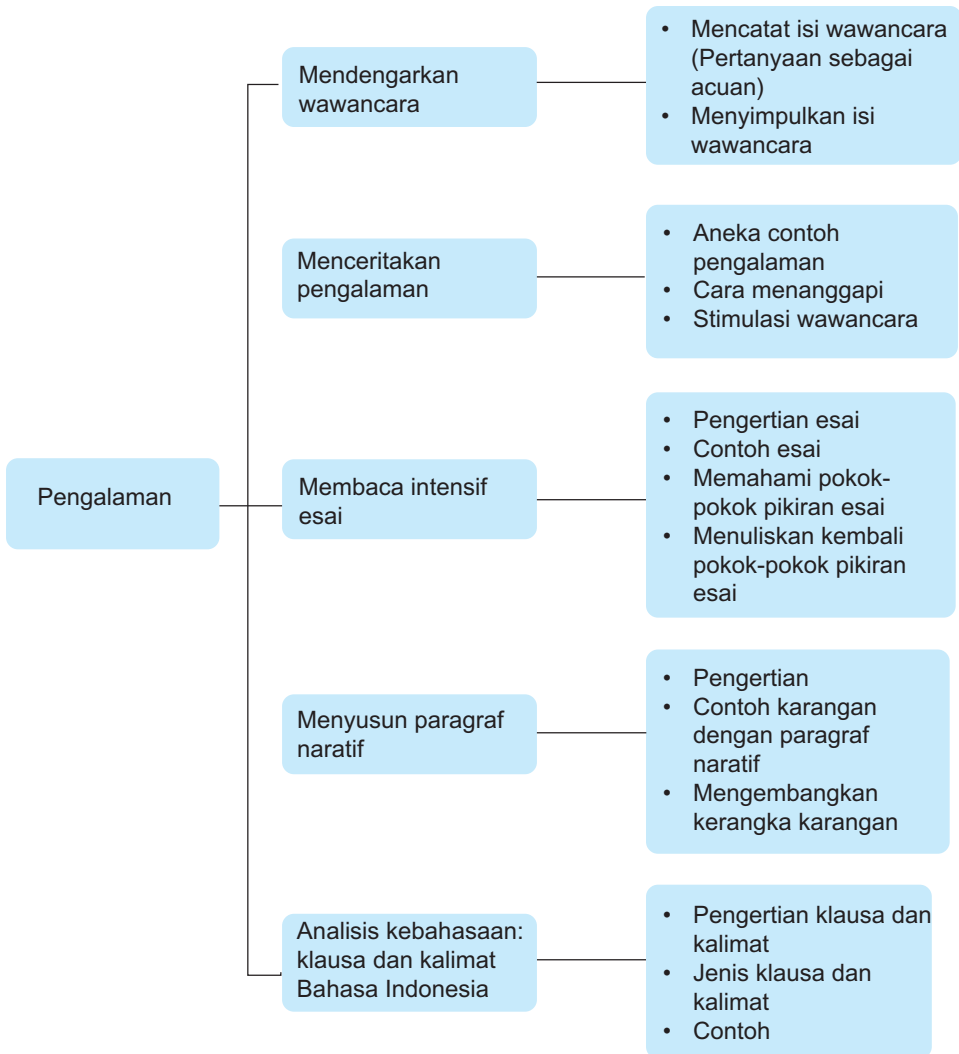 Pengalaman
Mendengarkan
wawancara
• Mencatat isi wawancara
(Pertanyaan sebagai
acuan)
• Menyimpulkan isi
wawancara
Menceritakan
pengalaman
• Aneka contoh
pengalaman
• Cara menanggapi
• Stimulasi wawancara
Membaca intensif
esai
• Pengertian esai
• Contoh esai
• Memahami pokok-
pokok pikiran esai
• Menuliskan kembali
pokok-pokok pikiran
esai
Menyusun paragraf
naratif
• Pengertian
• Contoh karangan
dengan paragraf
naratif
• Mengembangkan
kerangka karangan
Analisis kebahasaan:
klausa dan kalimat
Bahasa Indonesia
• Pengertian klausa dan
kalimat
• Jenis klausa dan
kalimat
• Contoh